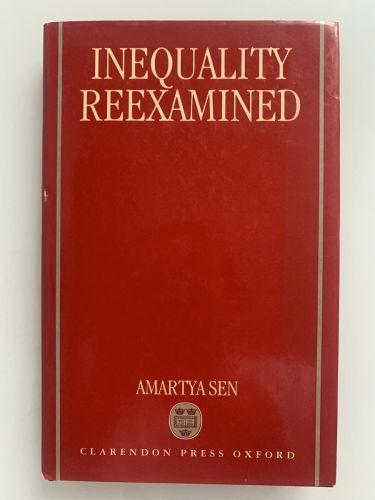 INEQUALITY
REEXAMINED
AMARTYA SEN
CLARENDON PRESS OXFORD